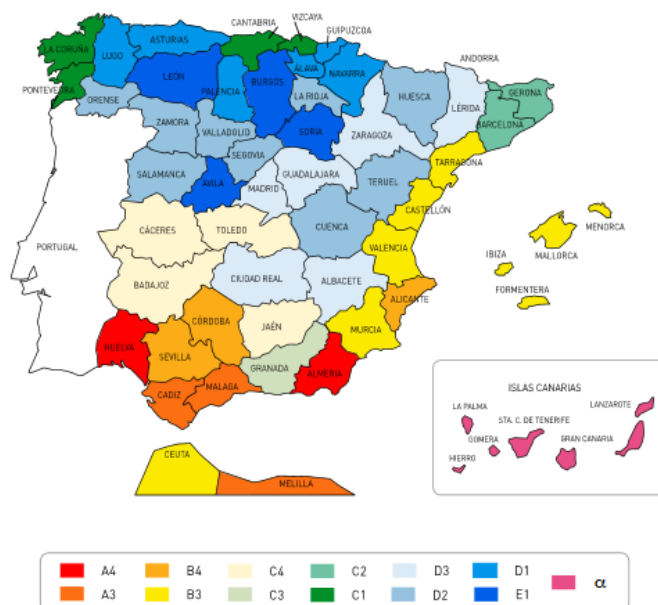 CANTABRIA
VIZCAYA
GUIPUZCOA
ASTURIAS
LA CORUÑA
LUGO
ANDORRA
ÁLAVA
NAVARRA
LEÓN
BURGOS
PALENCIA
PONTEVEDRA
ORENSE
LA RIOJA
HUESCA
LÉRIDA
GERONA
BARCELONA
ZAMORA
VALLADOLID
SORIA
ZARAGOZA
SEGOVIA
TARRAGONA
SALAMANCA
AVILA
MADRID
GUADALAJARA
TERUEL
CASTELLÓN
CUENCA
CÁCERES
TOLEDO
MENORCA
PORTUGAL
VALENCIA
IBIZA
MALLORCA
BADAJOZ
CIUDAD REAL
ALBACETE
FORMENTERA
ALICANTE
CÓRDOBA
JAÉN
MURCIA
HUELVA
SEVILLA
GRANADA
ALMERIA
CADIZ
MALAGA
ISLAS CANARIAS
LA PALMA
LANZAROTE
STA. C. DE TENERIFE
GOMERA
GRAN CANARIA
HIERRO
CEUTA
MELILLA
A4 B4 C4 C2 D3 D1
α
A3 B3 C3 C1 D2 E1